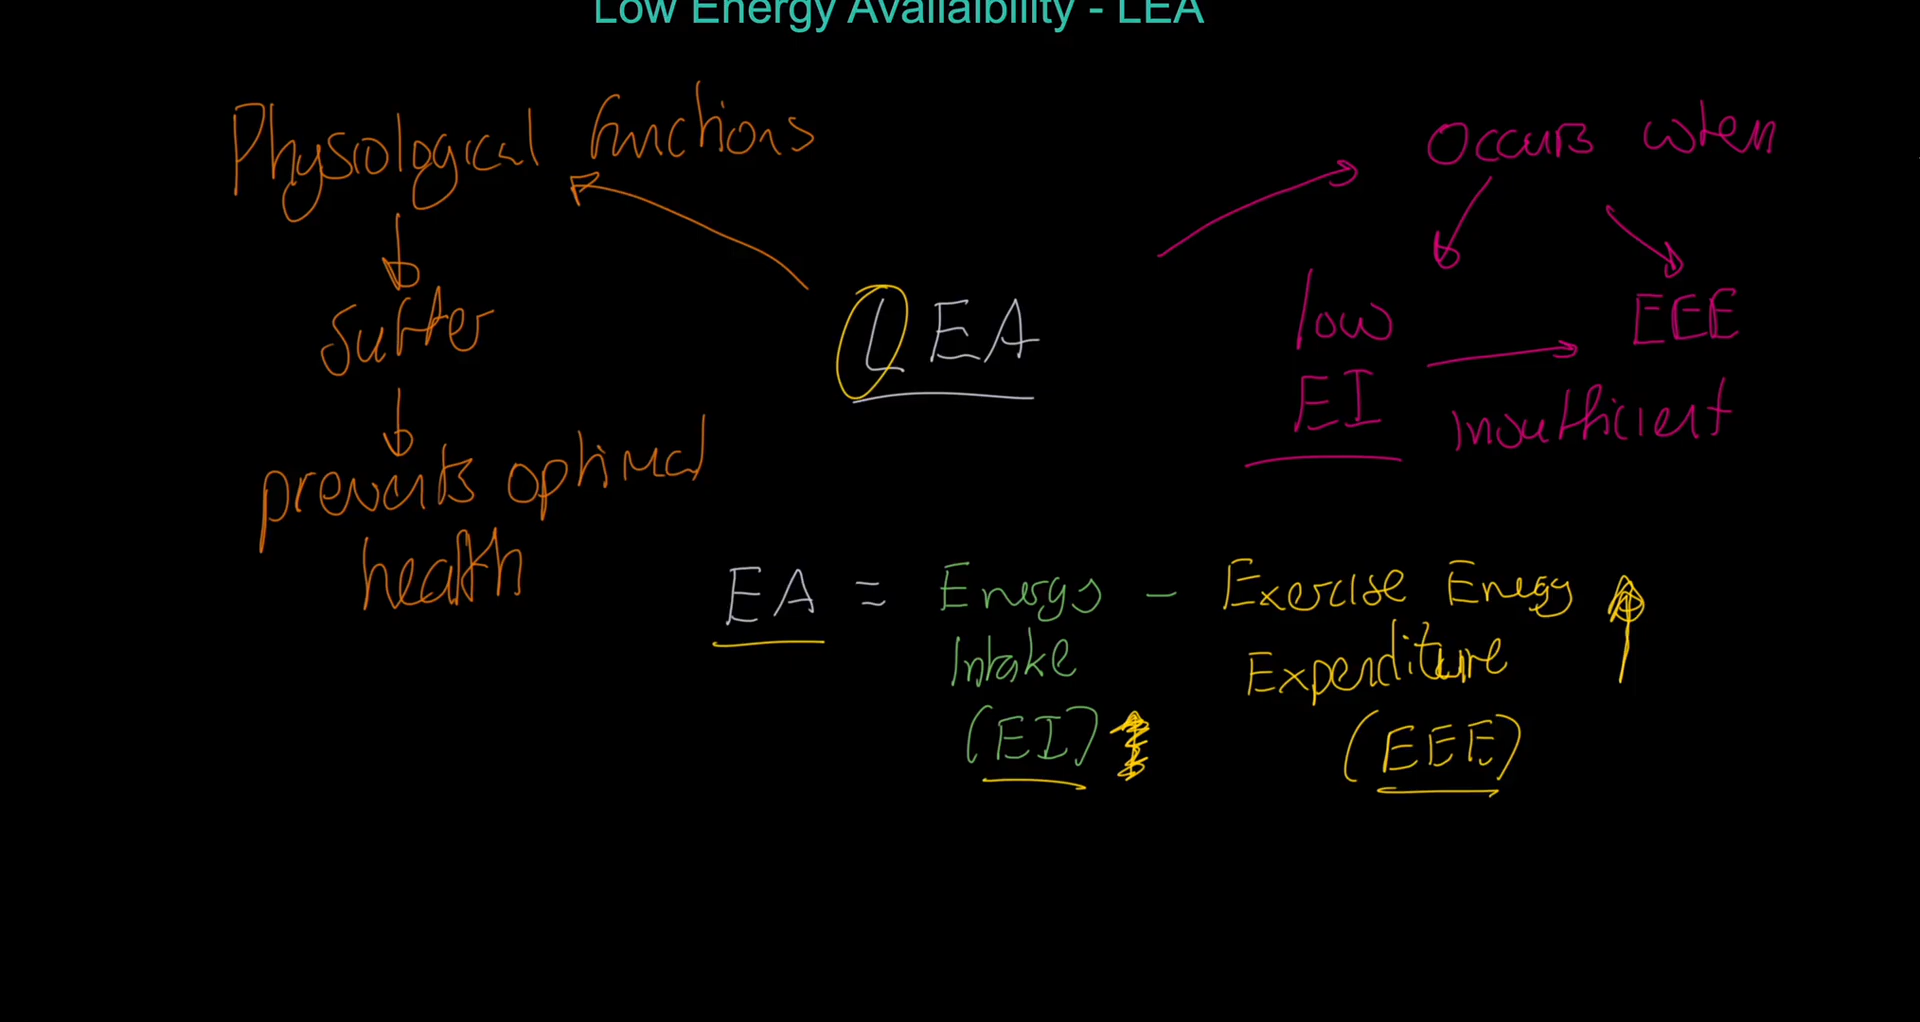 Low Energy Availaibility - LEA
Physiological functions
suffer
prevents optimal
health
LEA
Occurs when
low
EI
EEE
insufficient
EA = Energy - Exercise Energy
Intake Expenditure
(EI) (EEE)